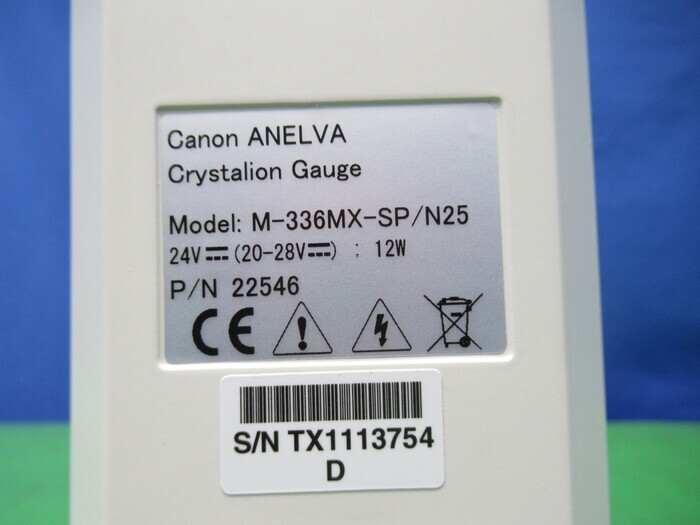 Canon ANELVA
Crystalion Gauge
Model: M-336MX-SP/N25
24V⎓ (20-28V⎓) : 12W
P/N 22546
CE
S/N TX1113754
D